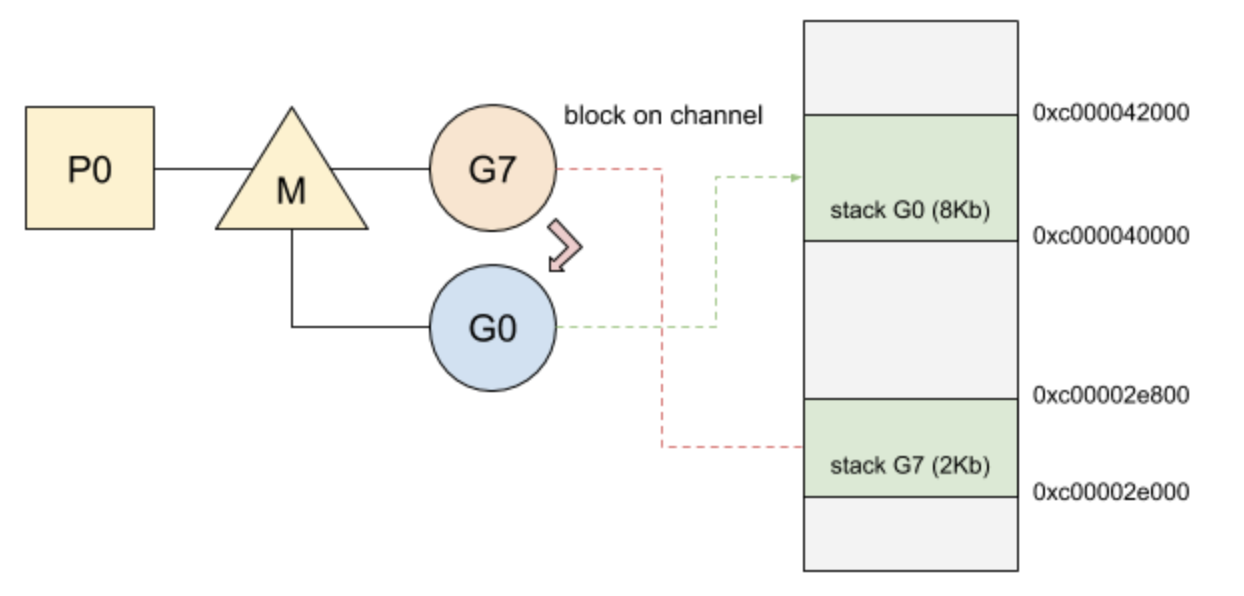 P0
M
G7
block on channel
G0
0xc000042000
stack G0 (8Kb)
0xc000040000
0xc00002e800
stack G7 (2Kb)
0xc00002e000